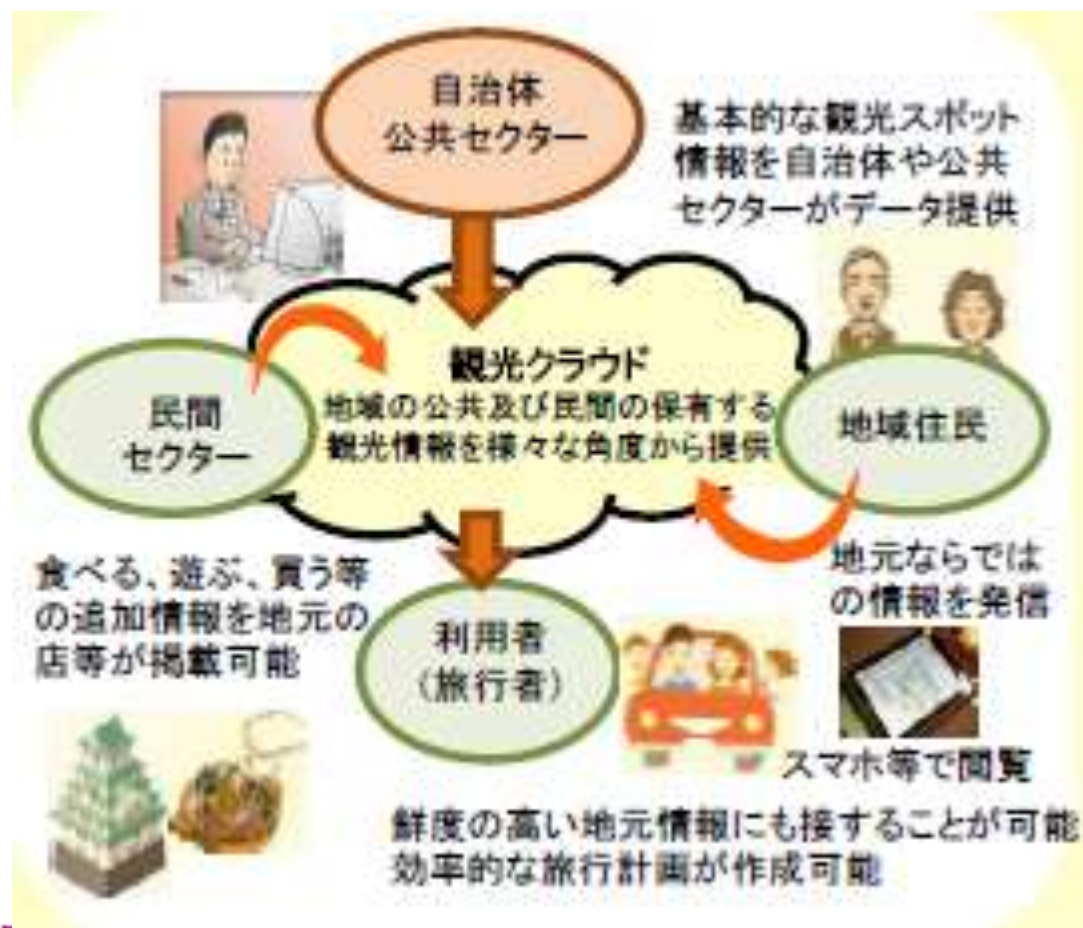 自治体
公共セクター
基本的な観光スポット
情報を自治体や公共
セクターがデータ提供
観光クラウド
地域の公共及び民間の保有する
観光情報を様々な角度から提供
民間
セクター
地域住民
食べる、遊ぶ、買う等
の追加情報を地元の
店等が掲載可能
地元ならでは
の情報を発信
利用者
（旅行者）
スマホ等で閲覧
鮮度の高い地元情報にも接することが可能
効率的な旅行計画が作成可能